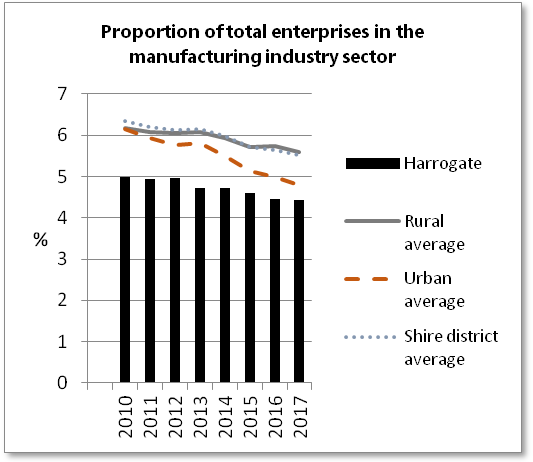 Proportion of total enterprises in the
manufacturing industry sector
7
6
5
4
3
2
1
0
%
2010
2011
2012
2013
2014
2015
2016
2017
Harrogate
Rural
average
Urban
average
Shire district
average